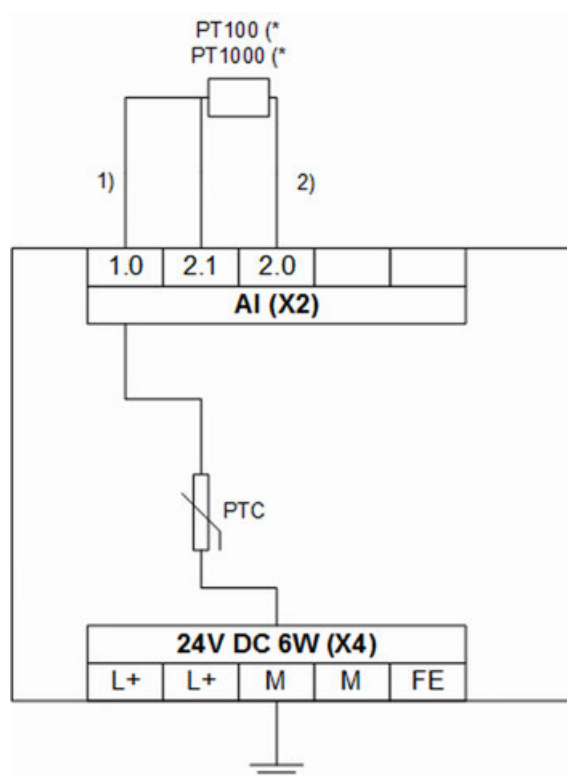 PT100 (*
PT1000 (*
1)
2)
1.0 2.1 2.0
AI (X2)
PTC
24V DC 6W (X4)
L+ L+ M M FE